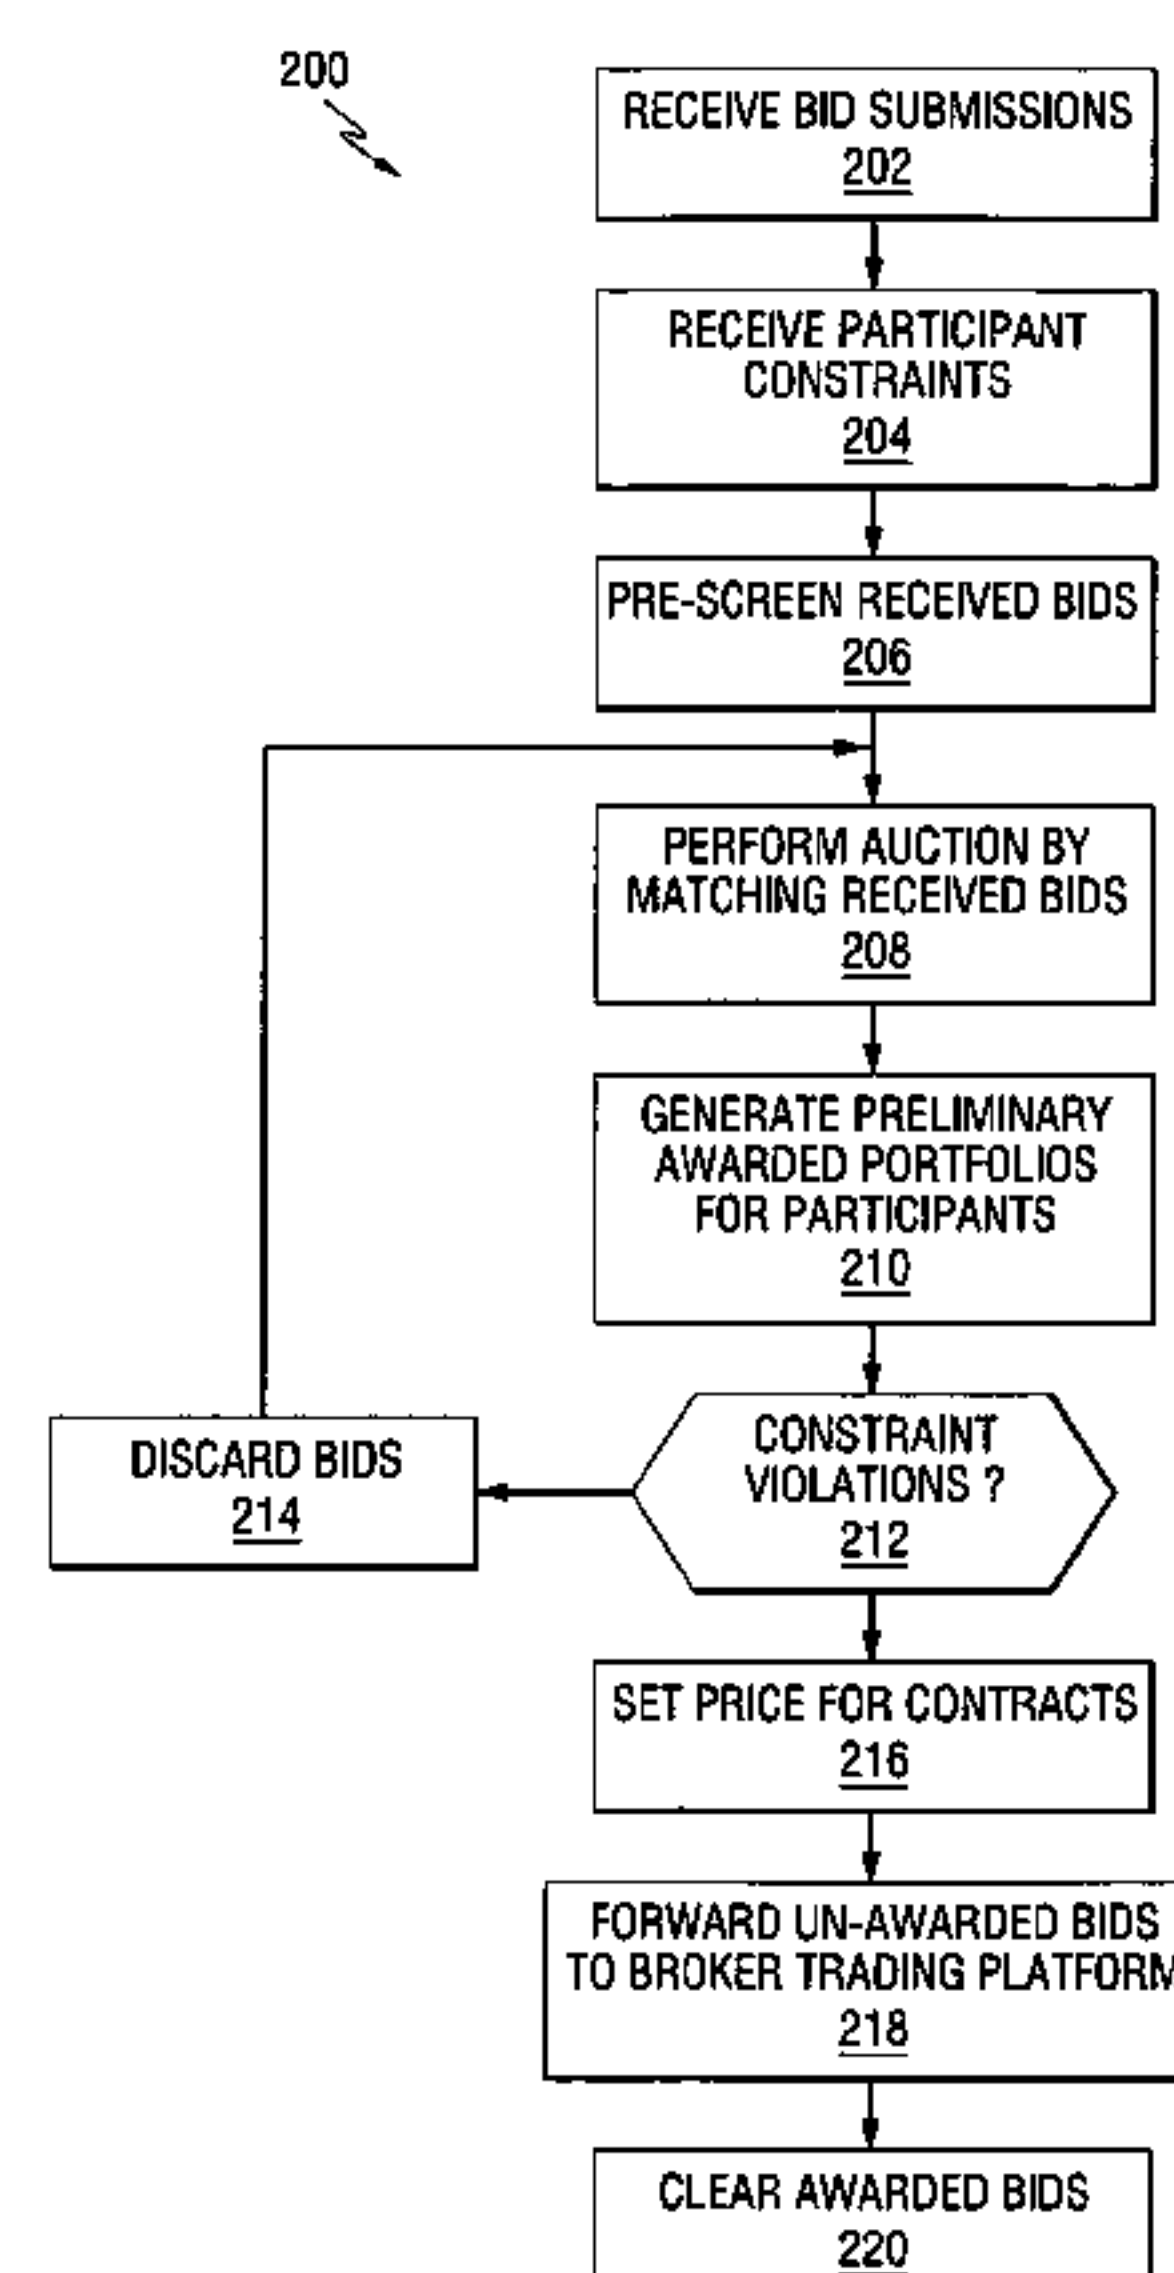 200
RECEIVE BID SUBMISSIONS
202
RECEIVE PARTICIPANT
CONSTRAINTS
204
PRE-SCREEN RECEIVED BIDS
206
PERFORM AUCTION BY
MATCHING RECEIVED BIDS
208
GENERATE PRELIMINARY
AWARDED PORTFOLIOS
FOR PARTICIPANTS
210
CONSTRAINT
VIOLATIONS ?
212
DISCARD BIDS
214
SET PRICE FOR CONTRACTS
216
FORWARD UN-AWARDED BIDS
TO BROKER TRADING PLATFORM
218
CLEAR AWARDED BIDS
220